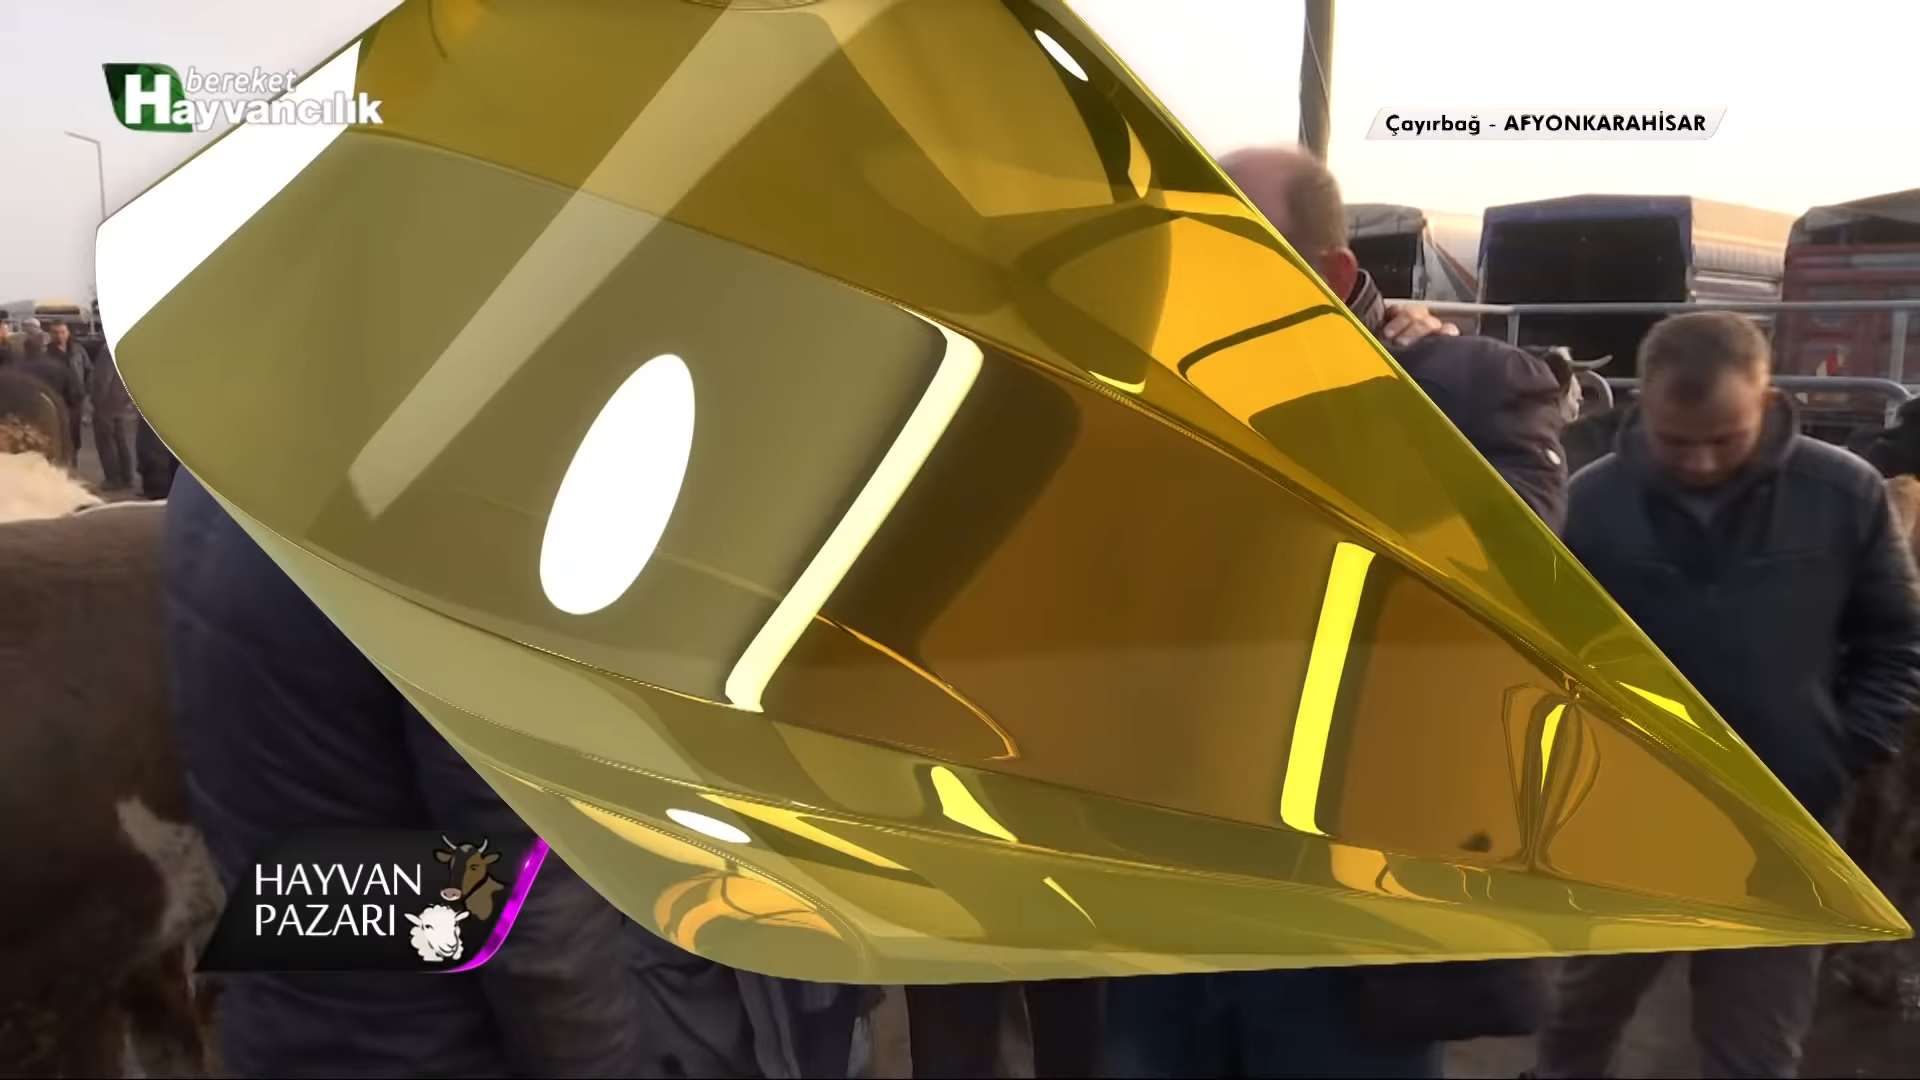 bereket
Hayvancılık
Çayırbağ - AFYONKARAHİSAR
HAYVAN
PAZARI